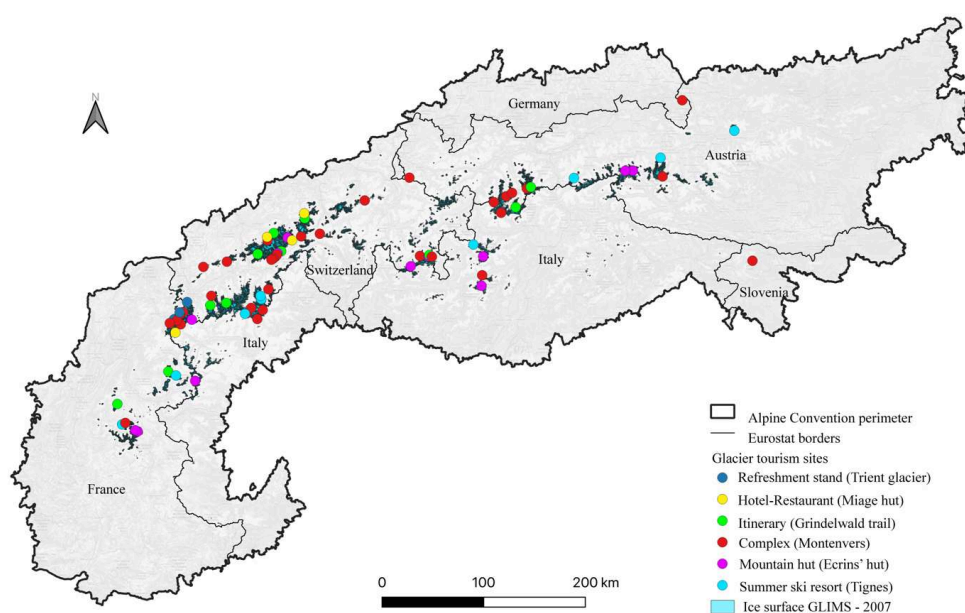 N
Germany
Austria
Switzerland
Italy
Slovenia
Italy
France
Alpine Convention perimeter
Eurostat borders
Glacier tourism sites
Refreshment stand (Trient glacier)
Hotel-Restaurant (Miage hut)
Itinerary (Grindelwald trail)
Complex (Montenvers)
Mountain hut (Ecrins' hut)
Summer ski resort (Tignes)
Ice surface GLIMS - 2007
0 100 200 km